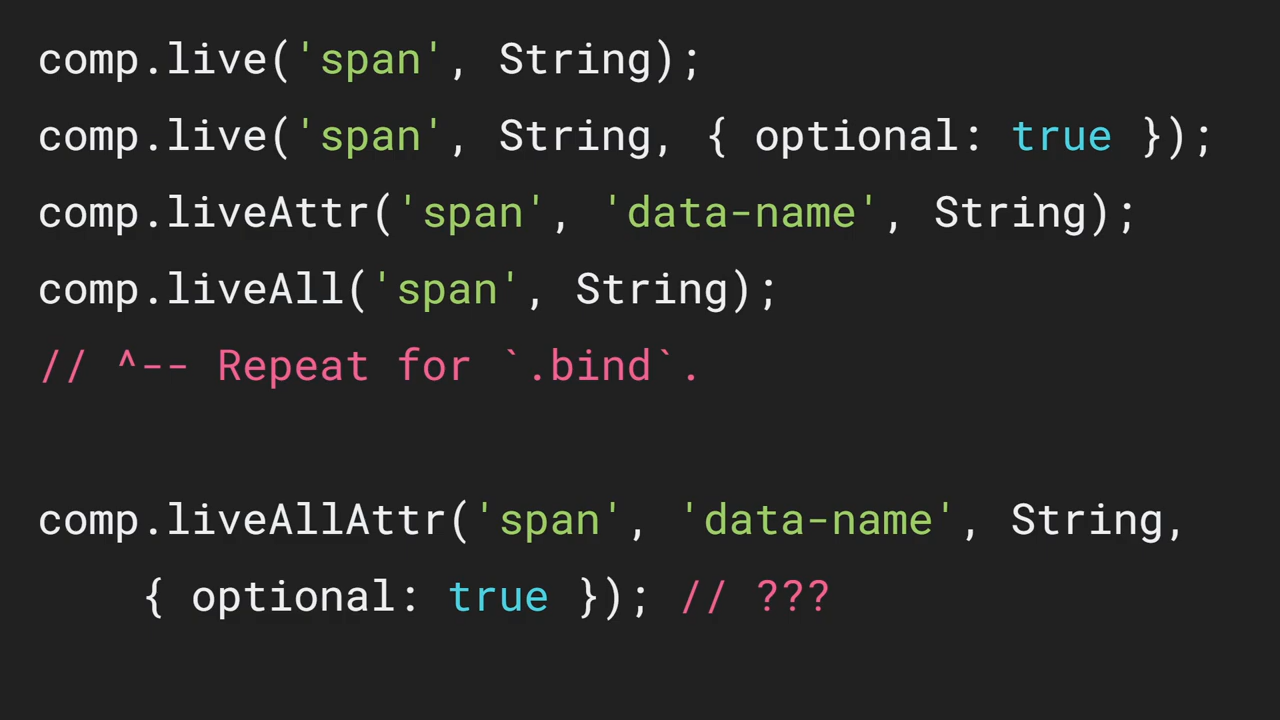 comp.live('span', String);
comp.live('span', String, { optional: true });
comp.liveAttr('span', 'data-name', String);
comp.liveAll('span', String);
// ^-- Repeat for `.bind`.
comp.liveAllAttr('span', 'data-name', String,
{ optional: true }); // ???